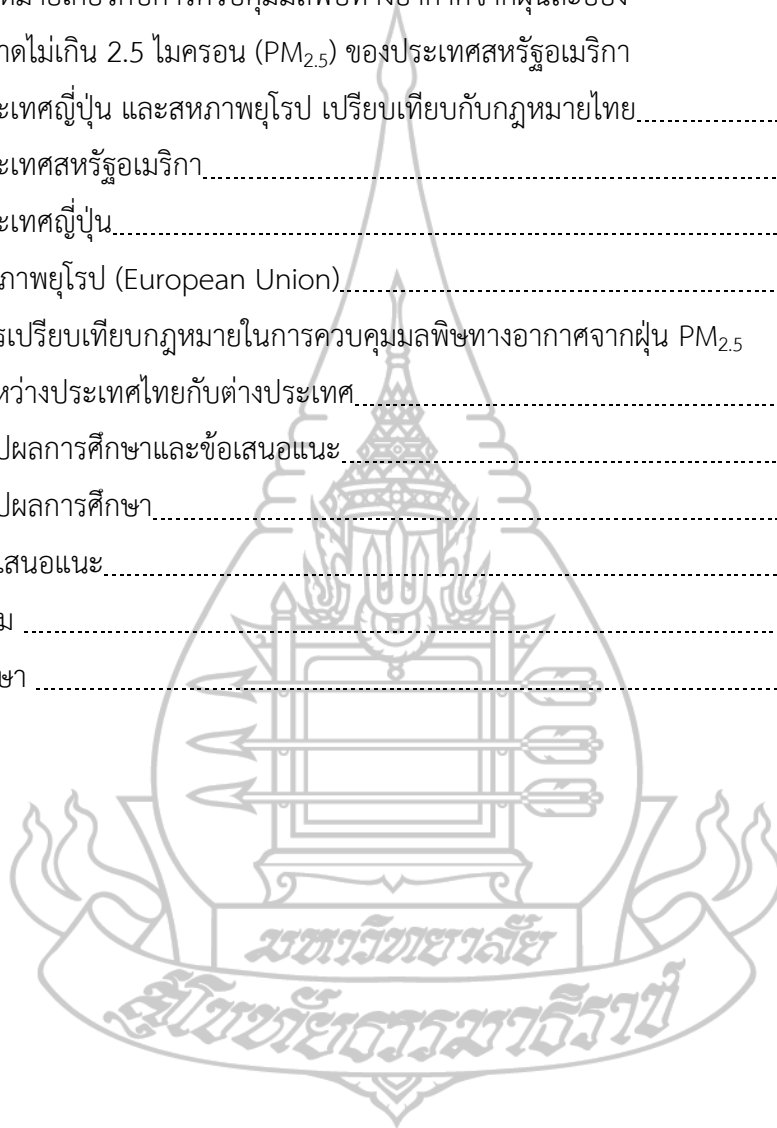 าดไม่เกิน 2.5 ไมครอน (PM2.5) ของประเทศสหรัฐอเมริกา
ะเทศญี่ปุ่น และสหภาพยุโรป เปรียบเทียบกับกฎหมายไทย
ะเทศสหรัฐอเมริกา
ะเทศญี่ปุ่น
ภาพยุโรป (European Union)
รเปรียบเทียบกฎหมายในการควบคุมมลพิษทางอากาศจากฝุ่น PM2.5
หว่างประเทศไทยกับต่างประเทศ
ปผลการศึกษาและข้อเสนอแนะ
ปผลการศึกษา
เสนอแนะ
ม
ษา
มหาวิทยาลัย
สุโขทัยธรรมาธิราช